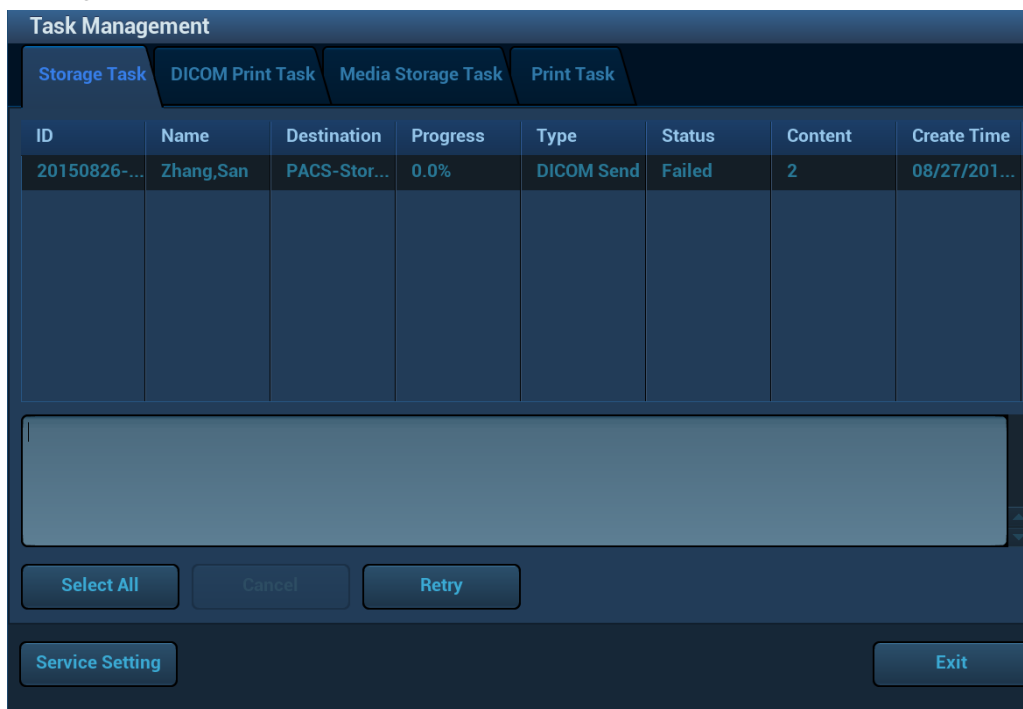 Task Management
Storage Task DICOM Print Task Media Storage Task Print Task
ID Name Destination Progress Type Status Content Create Time
20150826-... Zhang,San PACS-Stor... 0.0% DICOM Send Failed 2 08/27/201...
Select All Cancel Retry
Service Setting Exit